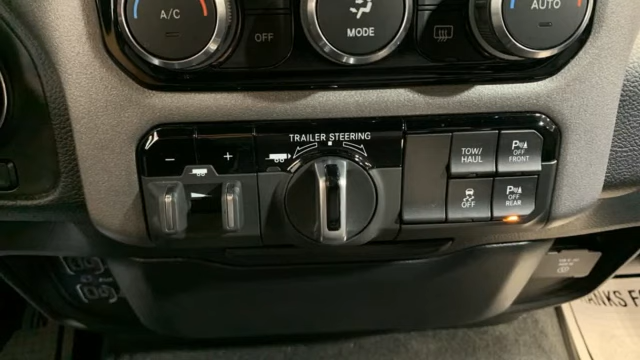 A/C
OFF
MODE
AUTO
TRAILER STEERING
- +
TOW/
HAUL
P
OFF
FRONT
OFF
P
OFF
REAR